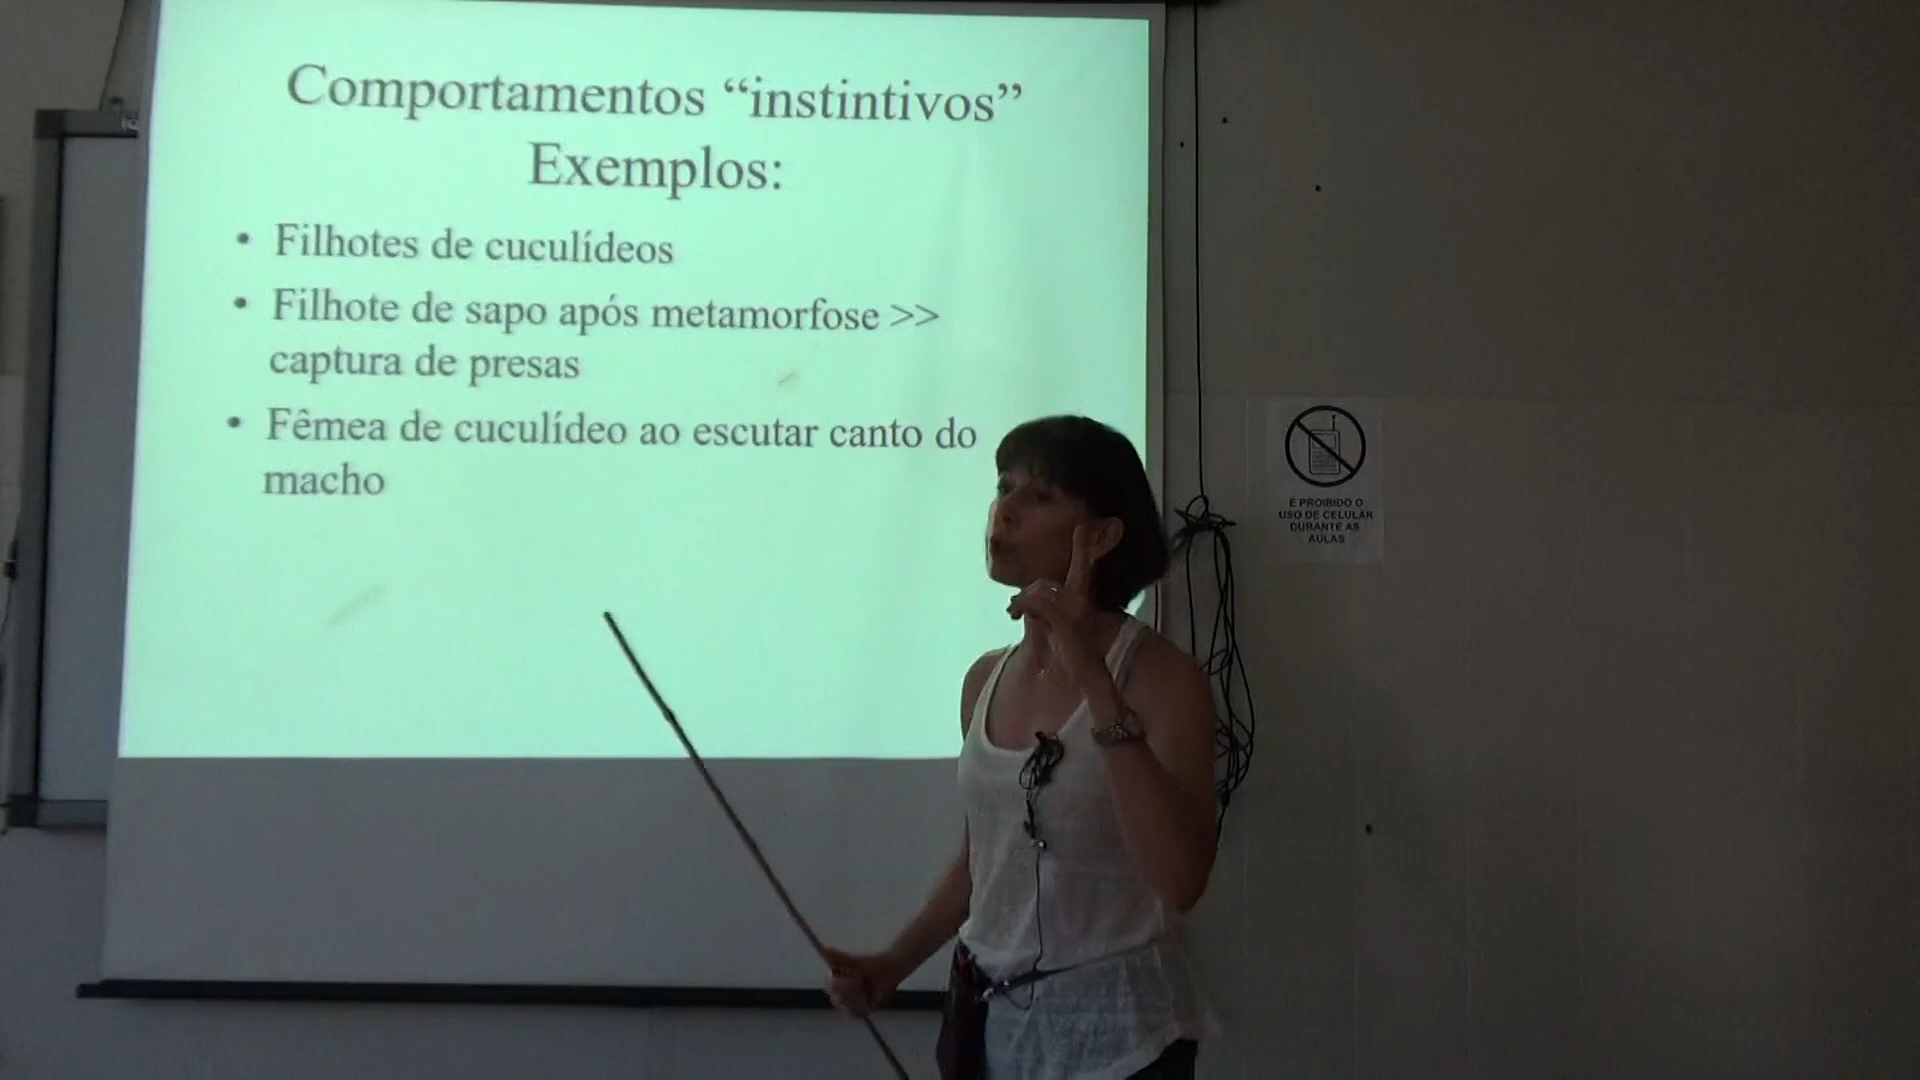 Comportamentos “instintivos”
Exemplos:
• Filhotes de cuculídeos
• Filhote de sapo após metamorfose >>
captura de presas
• Fêmea de cuculídeo ao escutar canto do
macho
É PROIBIDO O
USO DE CELULAR
DURANTE AS
AULAS